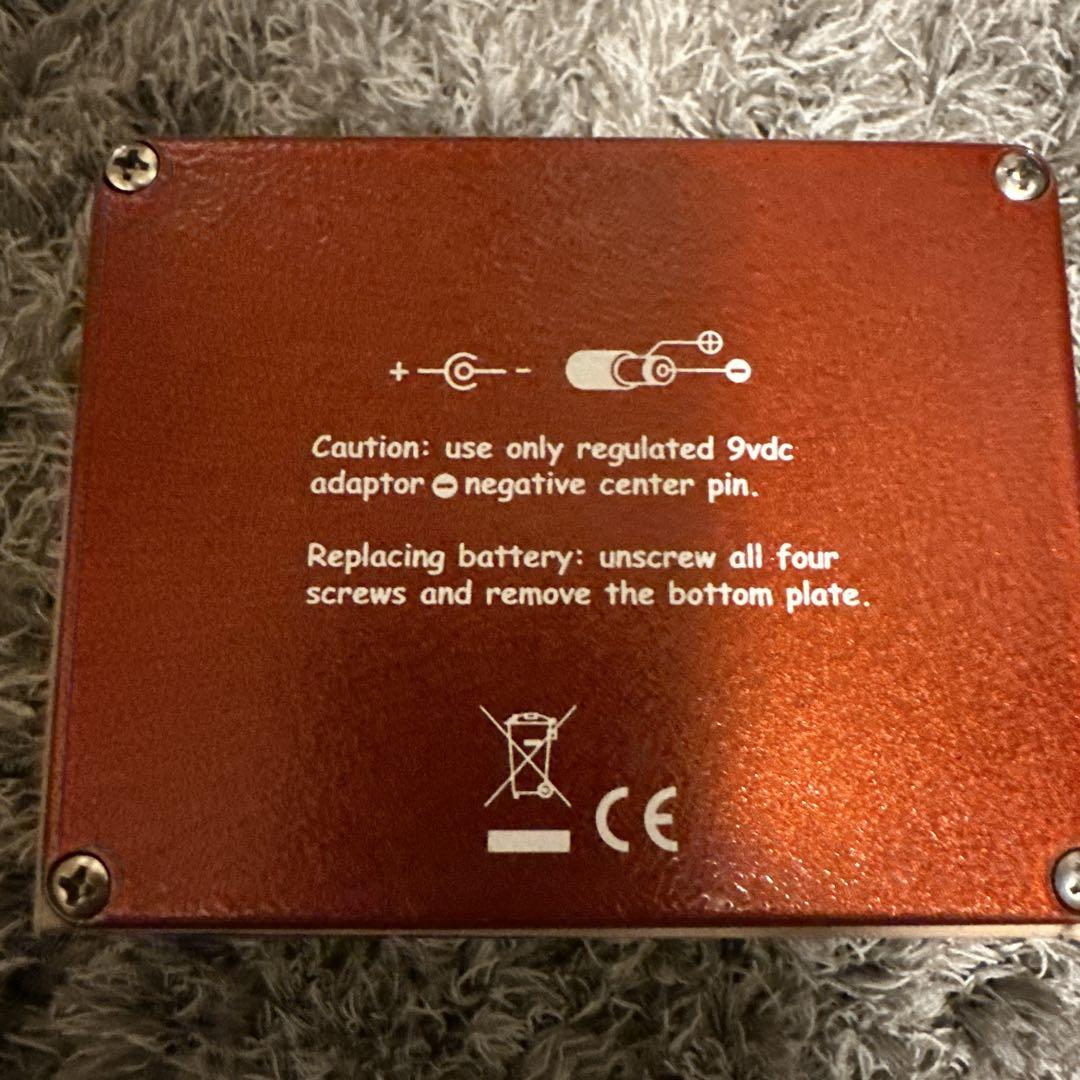 + -
Caution: use only regulated 9vdc
adaptor ⊖ negative center pin.
Replacing battery: unscrew all four
screws and remove the bottom plate.
CE